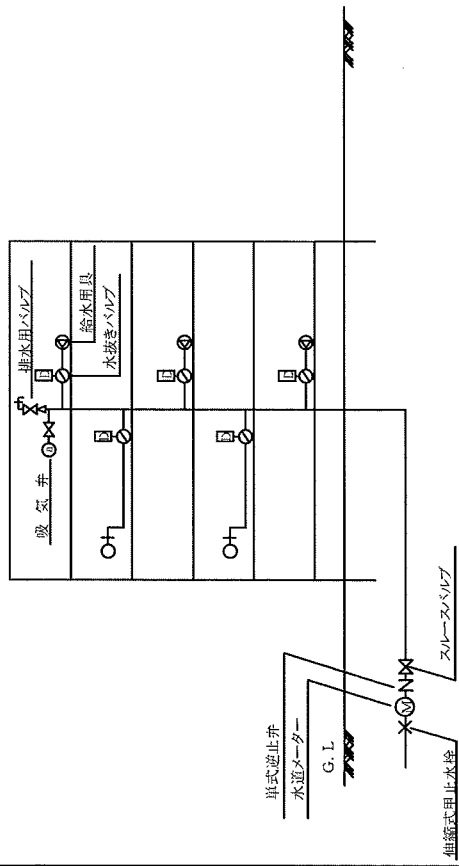 排水用バルブ
給水用具
水抜きバルブ
吸気弁
a
D
D
D
D
D
単式逆止弁
水道メーター
G.L
M
スルースバルブ
伸縮式甲止水栓